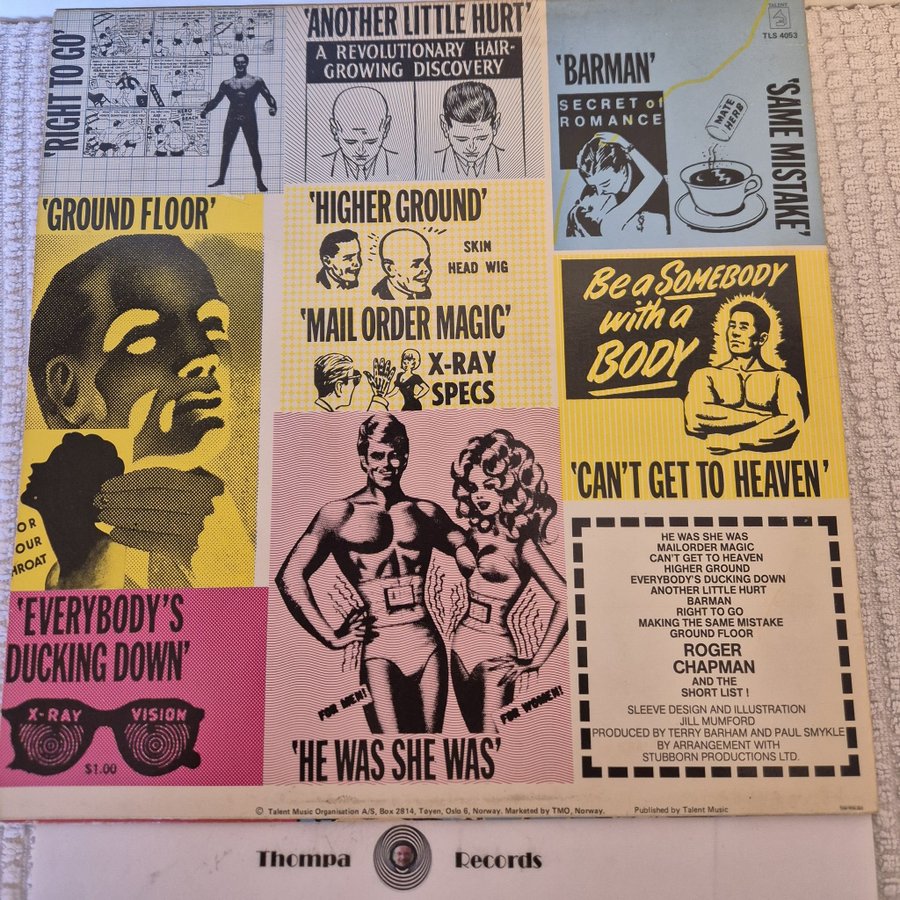 'RIGHT TO GO'
'ANOTHER LITTLE HURT'
A REVOLUTIONARY HAIR-
GROWING DISCOVERY
'BARMAN'
SECRET of
ROMANCE
TALENT
TLS 4053
MATE
HERB
'SAME MISTAKE'
'GROUND FLOOR'
OR
OUR
HROAT
'HIGHER GROUND'
SKIN
HEAD WIG
'MAIL ORDER MAGIC'
X-RAY
SPECS
Be a SOMEBODY
with a
BODY
'CAN'T GET TO HEAVEN'
'EVERYBODY'S
DUCKING DOWN'
X-RAY VISION
$1.00
FOR MEN!
FOR WOMEN!
'HE WAS SHE WAS'
HE WAS SHE WAS
MAILORDER MAGIC
CAN'T GET TO HEAVEN
HIGHER GROUND
EVERYBODY'S DUCKING DOWN
ANOTHER LITTLE HURT
BARMAN
RIGHT TO GO
MAKING THE SAME MISTAKE
GROUND FLOOR
ROGER
CHAPMAN
AND THE
SHORT LIST !
SLEEVE DESIGN AND ILLUSTRATION
JILL MUMFORD
PRODUCED BY TERRY BARHAM AND PAUL SMYKLE
BY ARRANGEMENT WITH
STUBBORN PRODUCTIONS LTD.
© Talent Music Organisation A/S, Box 2814, Tøyen, Oslo 6, Norway. Marketed by TMO, Norway. Published by Talent Music
Thompa Records